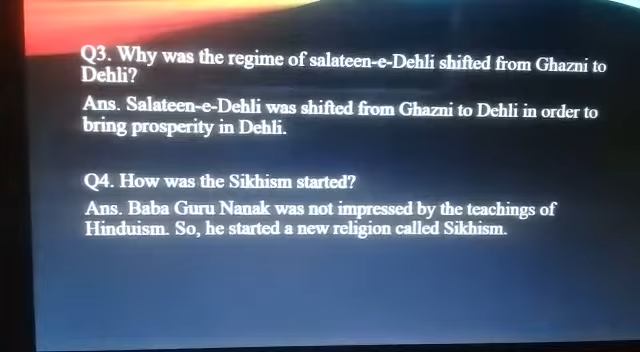 Q3. Why was the regime of salateen-e-Dehli shifted from Ghazni to
Dehli?
Ans. Salateen-e-Dehli was shifted from Ghazni to Dehli in order to
bring prosperity in Dehli.
Q4. How was the Sikhism started?
Ans. Baba Guru Nanak was not impressed by the teachings of
Hinduism. So, he started a new religion called Sikhism.